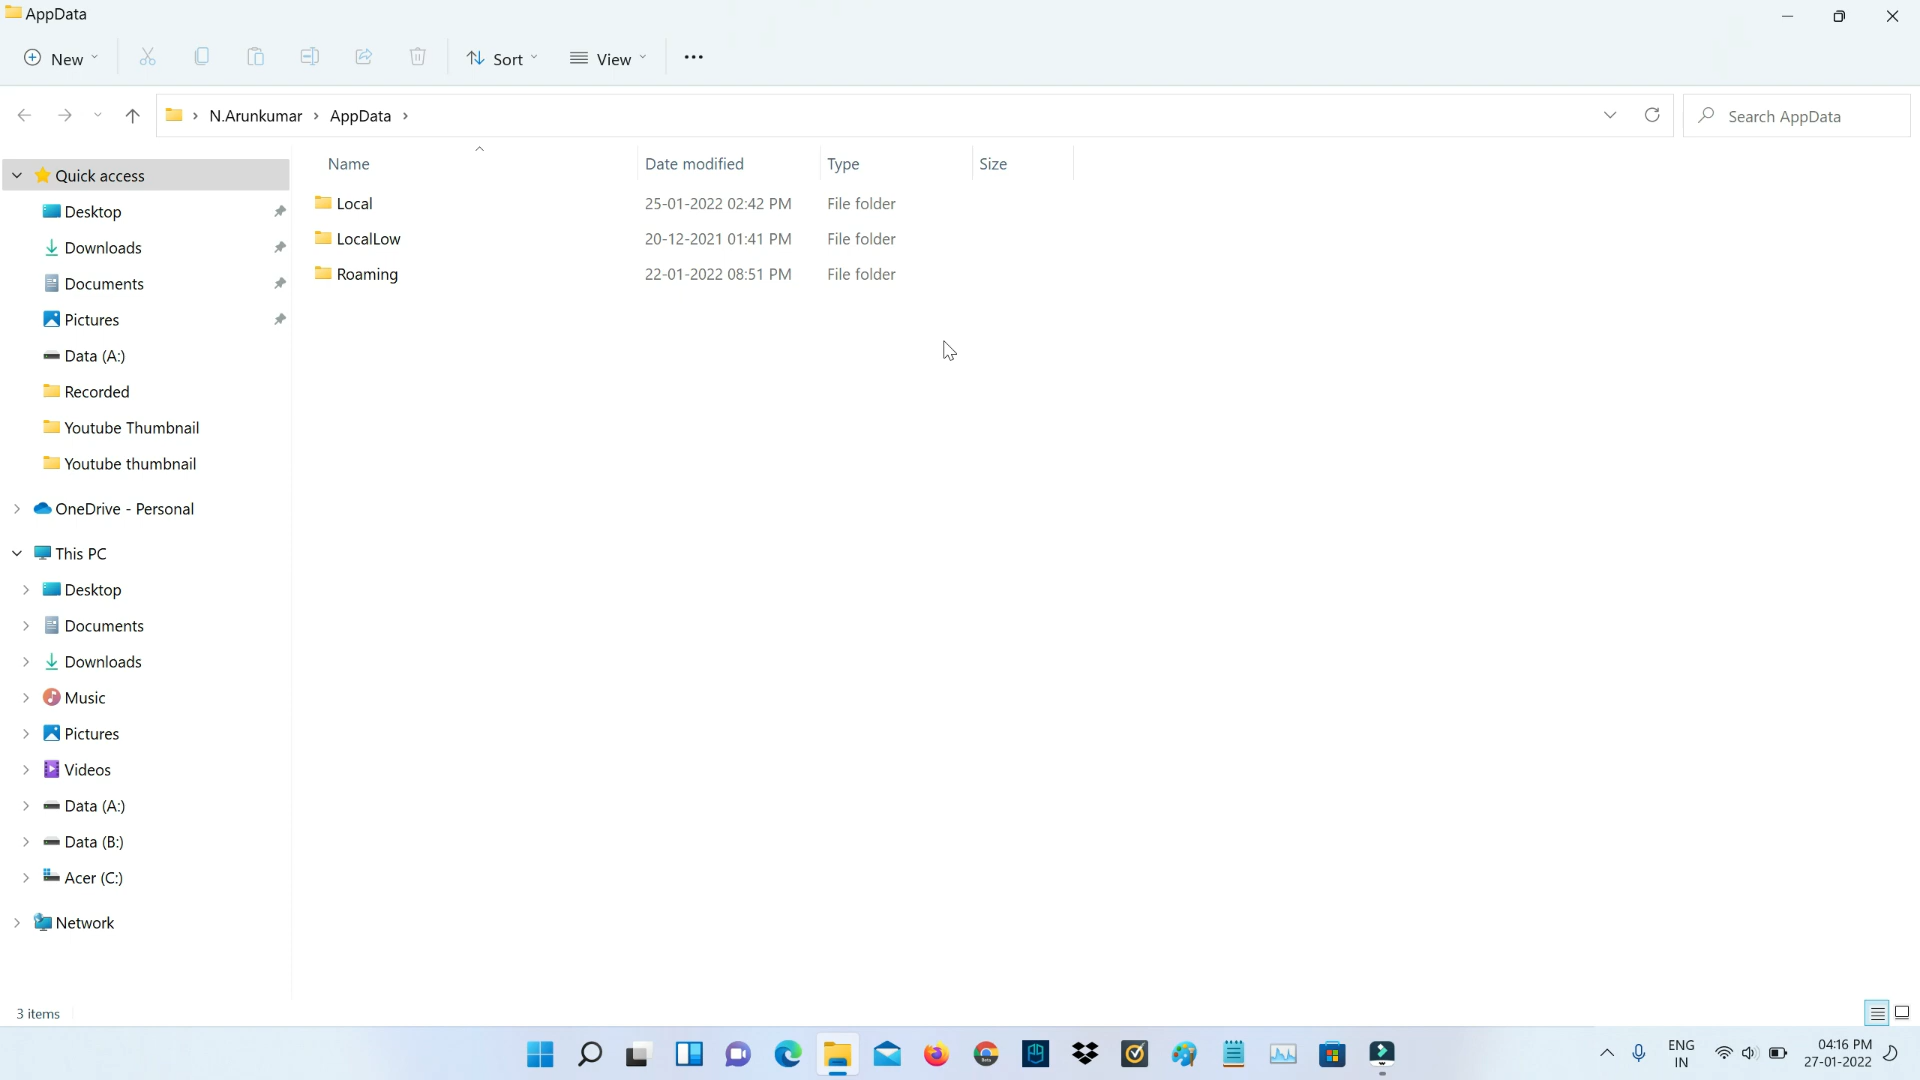 AppData
New Sort View
N.Arunkumar AppData Search AppData
Name Date modified Type Size
Local 25-01-2022 02:42 PM File folder
LocalLow 20-12-2021 01:41 PM File folder
Roaming 22-01-2022 08:51 PM File folder
Quick access
Desktop
Downloads
Documents
Pictures
Data (A:)
Recorded
Youtube Thumbnail
Youtube thumbnail
OneDrive - Personal
This PC
Desktop
Documents
Downloads
Music
Pictures
Videos
Data (A:)
Data (B:)
Acer (C:)
Network
3 items
ENG 04:16 PM
IN 27-01-2022